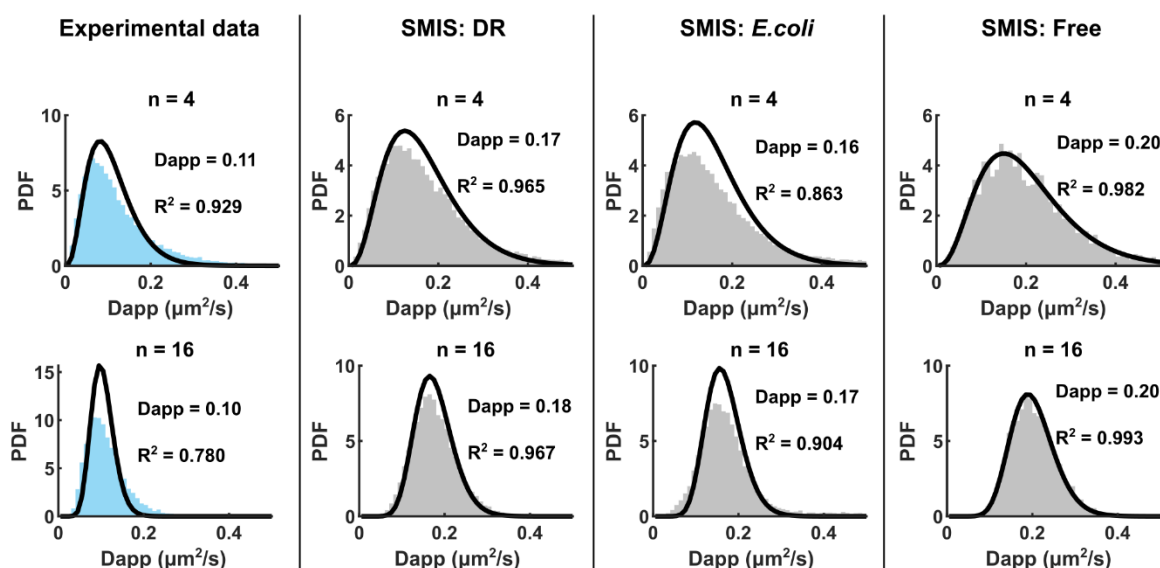 Experimental data
SMIS: DR
SMIS: E.coli
SMIS: Free
n = 4
10
5
0
PDF
Dapp = 0.11
R² = 0.929
0 0.2 0.4
Dapp (μm²/s)
n = 4
6
4
2
0
PDF
Dapp = 0.17
R² = 0.965
0 0.2 0.4
Dapp (μm²/s)
n = 4
6
4
2
0
PDF
Dapp = 0.16
R² = 0.863
0 0.2 0.4
Dapp (μm²/s)
n = 4
6
4
2
0
PDF
Dapp = 0.20
R² = 0.982
0 0.2 0.4
Dapp (μm²/s)
n = 16
15
10
5
0
PDF
Dapp = 0.10
R² = 0.780
0 0.2 0.4
Dapp (μm²/s)
n = 16
10
5
0
PDF
Dapp = 0.18
R² = 0.967
0 0.2 0.4
Dapp (μm²/s)
n = 16
10
5
0
PDF
Dapp = 0.17
R² = 0.904
0 0.2 0.4
Dapp (μm²/s)
n = 16
10
5
0
PDF
Dapp = 0.20
R² = 0.993
0 0.2 0.4
Dapp (μm²/s)